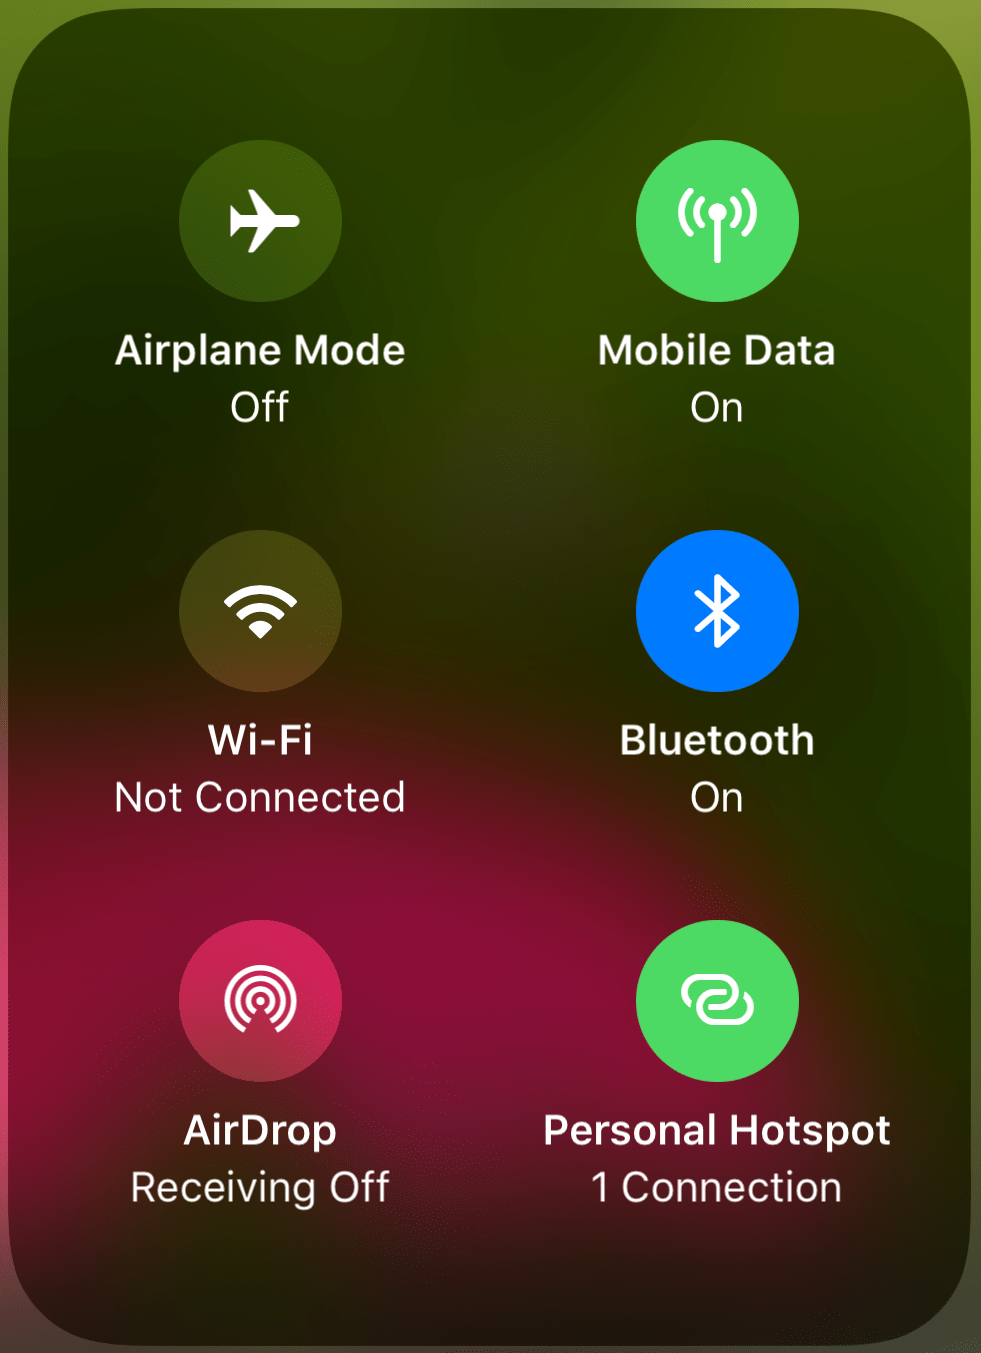 Airplane Mode
Off
Mobile Data
On
Wi-Fi
Not Connected
Bluetooth
On
AirDrop
Receiving Off
Personal Hotspot
1 Connection